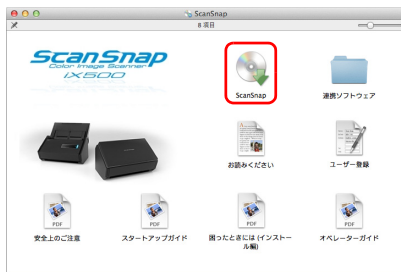 ScanSnap
8 項目
ScanSnap
Color Image Scanner
iX500
ScanSnap
連携ソフトウェア
お読みください
ユーザー登録
PDF
PDF
PDF
PDF
安全上のご注意
スタートアップガイド
困ったときには (インストー
ル編)
オペレーターガイド